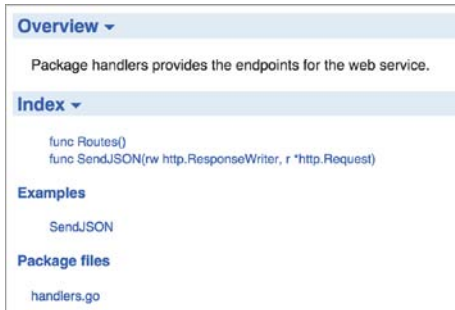 Overview ▾
Package handlers provides the endpoints for the web service.
Index ▾
func Routes()
func SendJSON(rw http.ResponseWriter, r *http.Request)
Examples
SendJSON
Package files
handlers.go